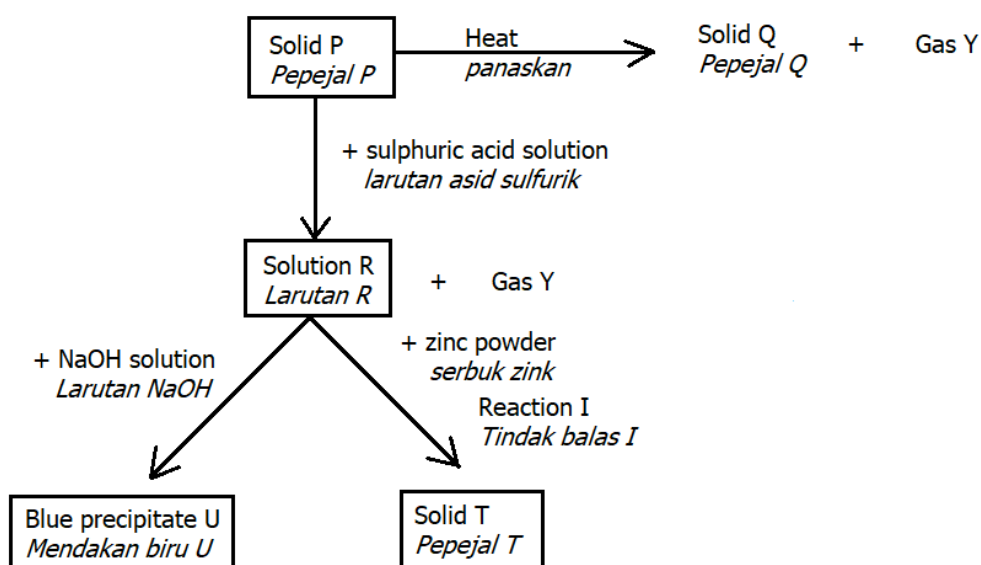 Solid P
Pepejal P
Heat
panaskan
Solid Q
Pepejal Q
+
Gas Y
+ sulphuric acid solution
larutan asid sulfurik
Solution R
Larutan R
+
Gas Y
+ NaOH solution
Larutan NaOH
+ zinc powder
serbuk zink
Reaction I
Tindak balas I
Blue precipitate U
Mendakan biru U
Solid T
Pepejal T